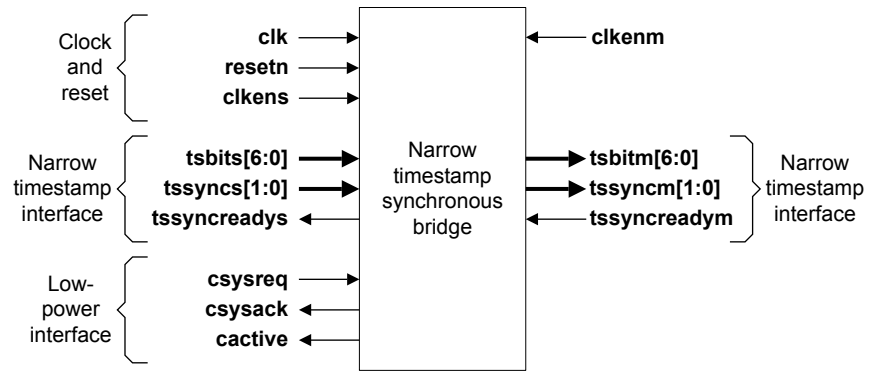 Clock
and
reset
clk
resetn
clkens
clkenm
Narrow
timestamp
interface
tsbits[6:0]
tssyncs[1:0]
tssyncreadys
Narrow
timestamp
synchronous
bridge
tsbitm[6:0]
tssyncm[1:0]
tssyncreadym
Narrow
timestamp
interface
Low-
power
interface
csysreq
csysack
cactive